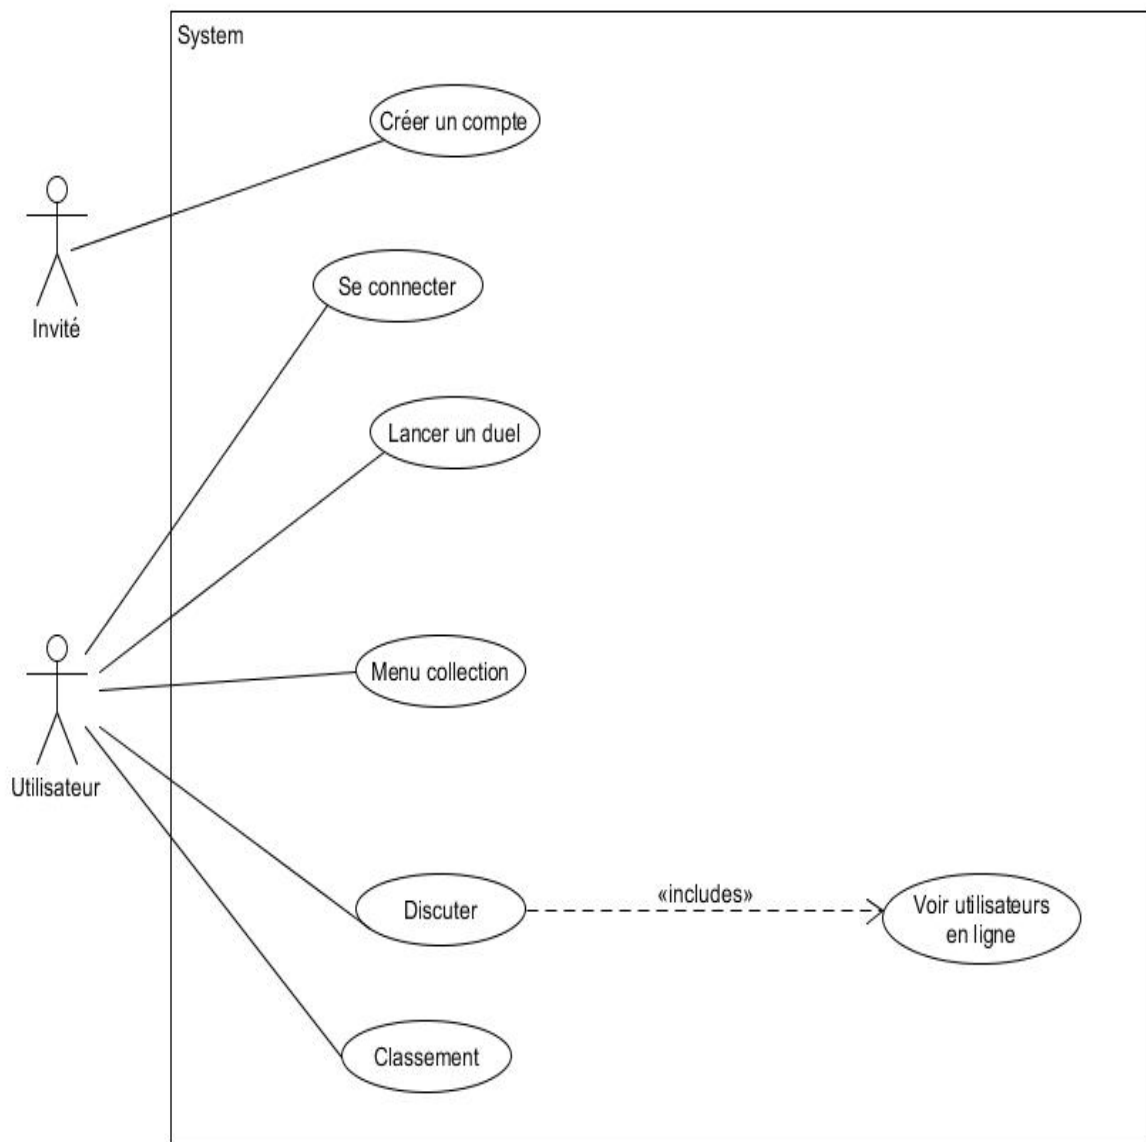 System
Créer un compte
Invité
Se connecter
Lancer un duel
Menu collection
Utilisateur
Discuter
«includes»
Voir utilisateurs
en ligne
Classement